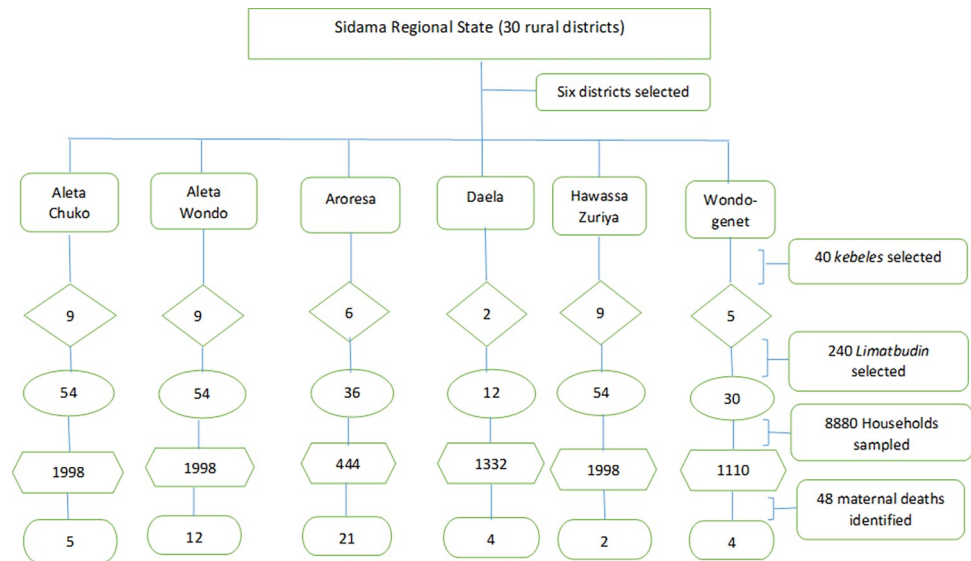 Sidama Regional State (30 rural districts)
Six districts selected
Aleta
Chuko
Aleta
Wondo
Aroresa
Daela
Hawassa
Zuriya
Wondo-
genet
40 kebeles selected
9
9
6
2
9
5
240 Limatbudin
selected
54
54
36
12
54
30
8880 Households
sampled
1998
1998
444
1332
1998
1110
48 maternal deaths
identified
5
12
21
4
2
4